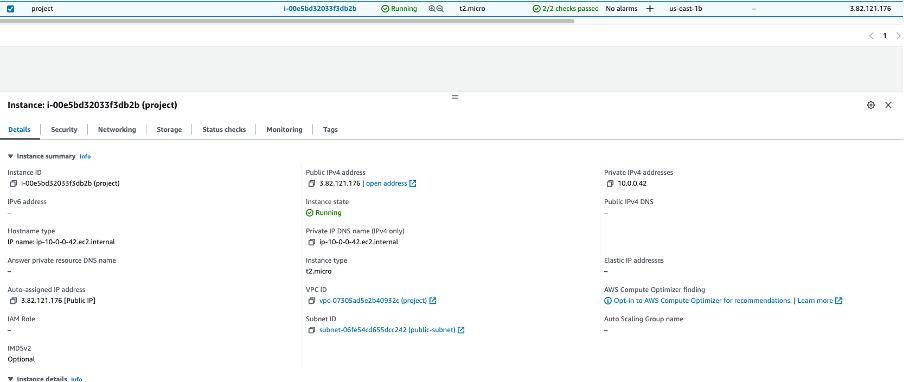 project i-00e5bd32033f3db2b Running t2.micro 2/2 checks passec No alarms + us-east-1b – 3.82.121.176
1
Instance: i-00e5bd32033f3db2b (project)
Details Security Networking Storage Status checks Monitoring Tags
Instance summary Info
Instance ID
i-00e5bd32033f3db2b (project)
Public IPv4 address
3.82.121.176 | open address
Private IPv4 addresses
10.0.0.42
IPv6 address
–
Instance state
Running
Public IPv4 DNS
–
Hostname type
IP name: ip-10-0-0-42.ec2.internal
Private IP DNS name (IPv4 only)
ip-10-0-0-42.ec2.internal
Answer private resource DNS name
–
Instance type
t2.micro
Elastic IP addresses
–
Auto-assigned IP address
3.82.121.176 [Public IP]
VPC ID
vpc-07305ad5e2b40932c (project)
AWS Compute Optimizer finding
Opt-in to AWS Compute Optimizer for recommendations. | Learn more
IAM Role
–
Subnet ID
subnet-06fe54cd655dcc242 (public-subnet)
Auto Scaling Group name
–
IMDSv2
Optional
Instance details Info